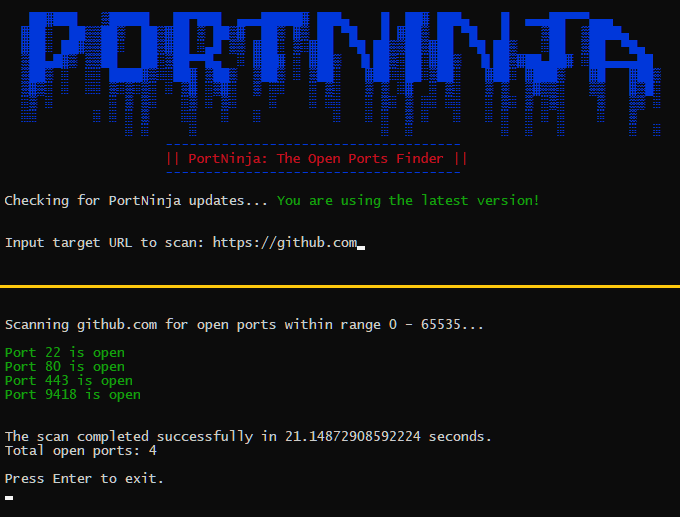 PORTNINJA
|| PortNinja: The Open Ports Finder ||
Checking for PortNinja updates... You are using the latest version!
Input target URL to scan: https://github.com
Scanning github.com for open ports within range 0 - 65535...
Port 22 is open
Port 80 is open
Port 443 is open
Port 9418 is open
The scan completed successfully in 21.14872908592224 seconds.
Total open ports: 4
Press Enter to exit.